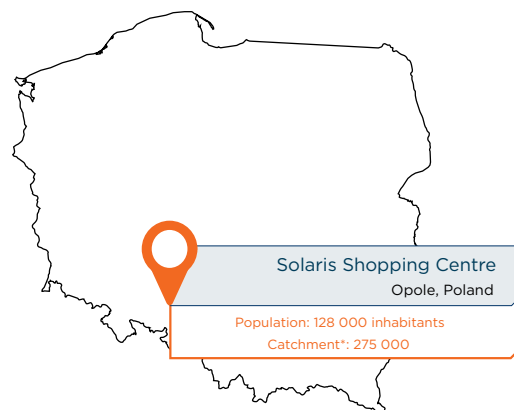 Solaris Shopping Centre
Opole, Poland
Population: 128 000 inhabitants
Catchment*: 275 000